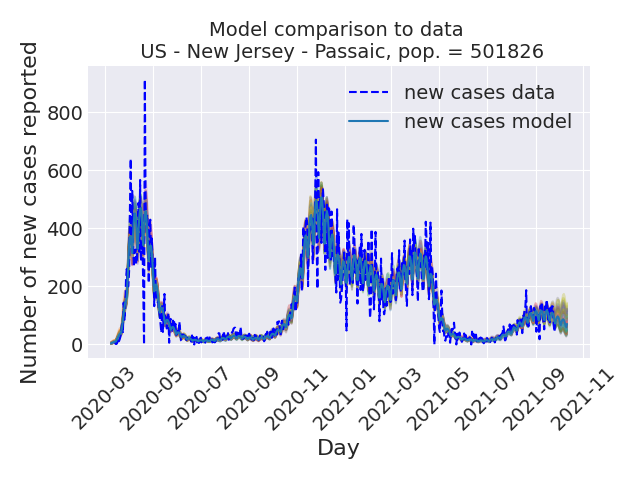 Model comparison to data
US - New Jersey - Passaic, pop. = 501826
Number of new cases reported
800
600
400
200
0
new cases data
new cases model
2020-03
2020-05
2020-07
2020-09
2020-11
2021-01
2021-03
2021-05
2021-07
2021-09
2021-11
Day